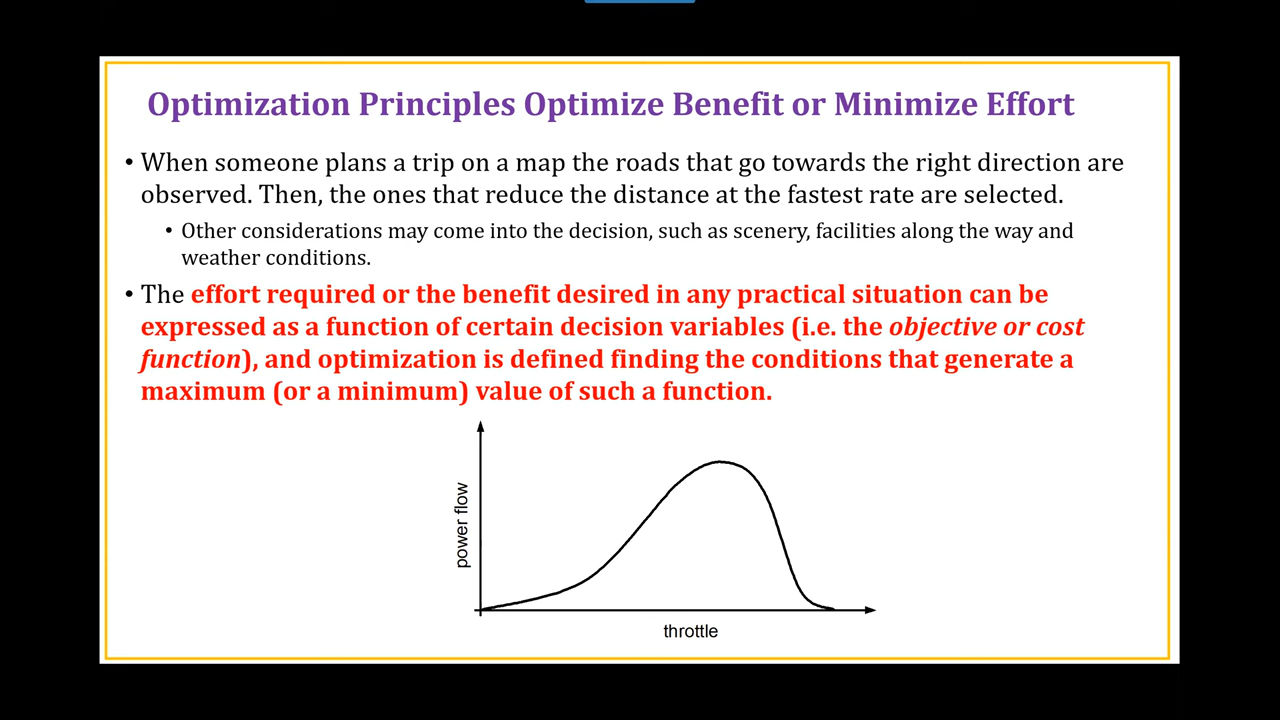 Optimization Principles Optimize Benefit or Minimize Effort
• When someone plans a trip on a map the roads that go towards the right direction are
observed. Then, the ones that reduce the distance at the fastest rate are selected.
• Other considerations may come into the decision, such as scenery, facilities along the way and
weather conditions.
• The effort required or the benefit desired in any practical situation can be
expressed as a function of certain decision variables (i.e. the objective or cost
function), and optimization is defined finding the conditions that generate a
maximum (or a minimum) value of such a function.
power flow
throttle